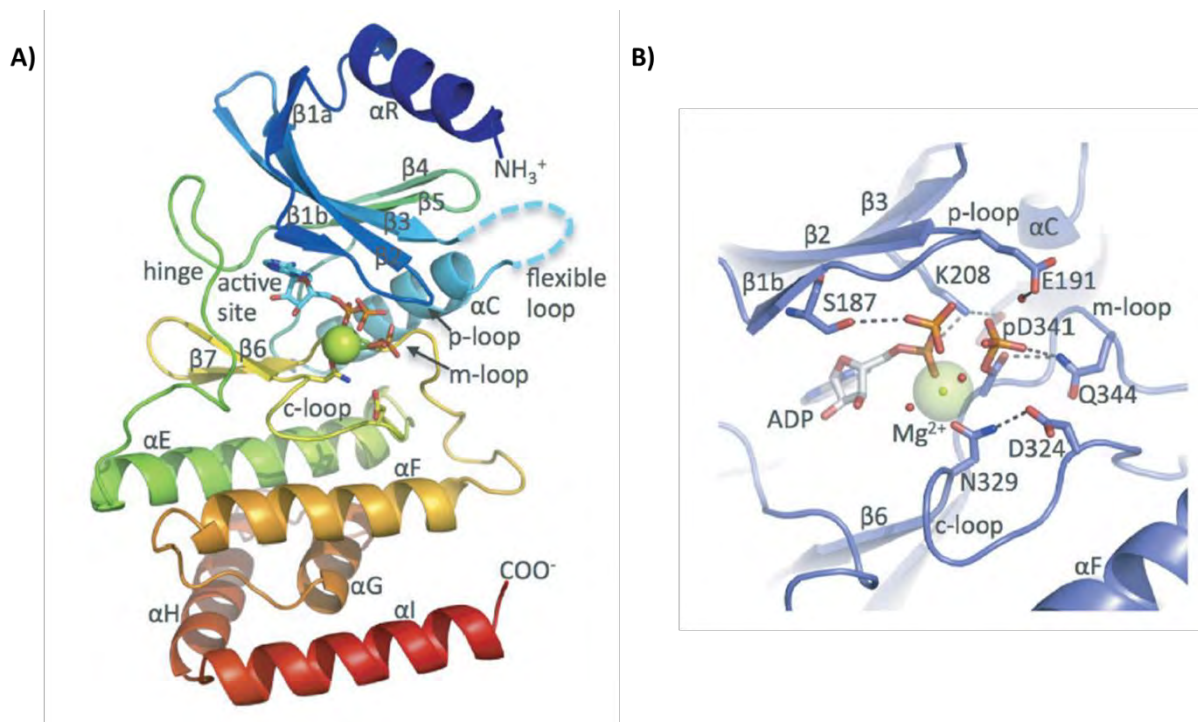 A)
β1a
αR
NH₃⁺
β4
β5
β1b
β3
β2
hinge
active
site
flexible
loop
αC
p-loop
β7
β6
m-loop
c-loop
αE
αF
αG
αH
αI
COO⁻
B)
β3
p-loop
αC
β2
K208
E191
β1b
S187
pD341
m-loop
ADP
Mg²⁺
Q344
D324
N329
β6
c-loop
αF